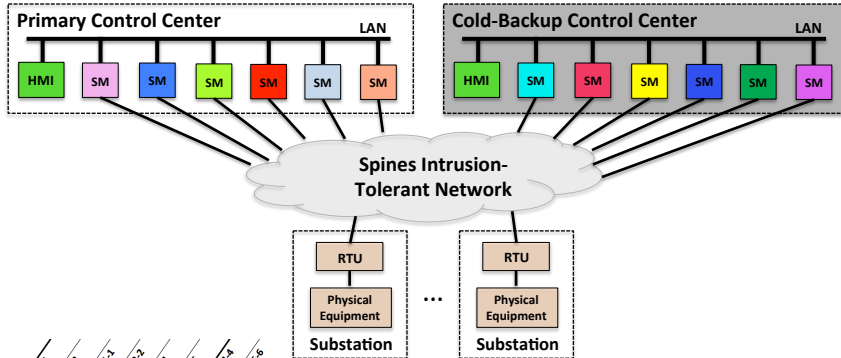 Primary Control Center
LAN
HMI SM SM SM SM SM SM
Cold-Backup Control Center
LAN
HMI SM SM SM SM SM SM
Spines Intrusion-
Tolerant Network
RTU
Physical
Equipment
Substation
...
RTU
Physical
Equipment
Substation